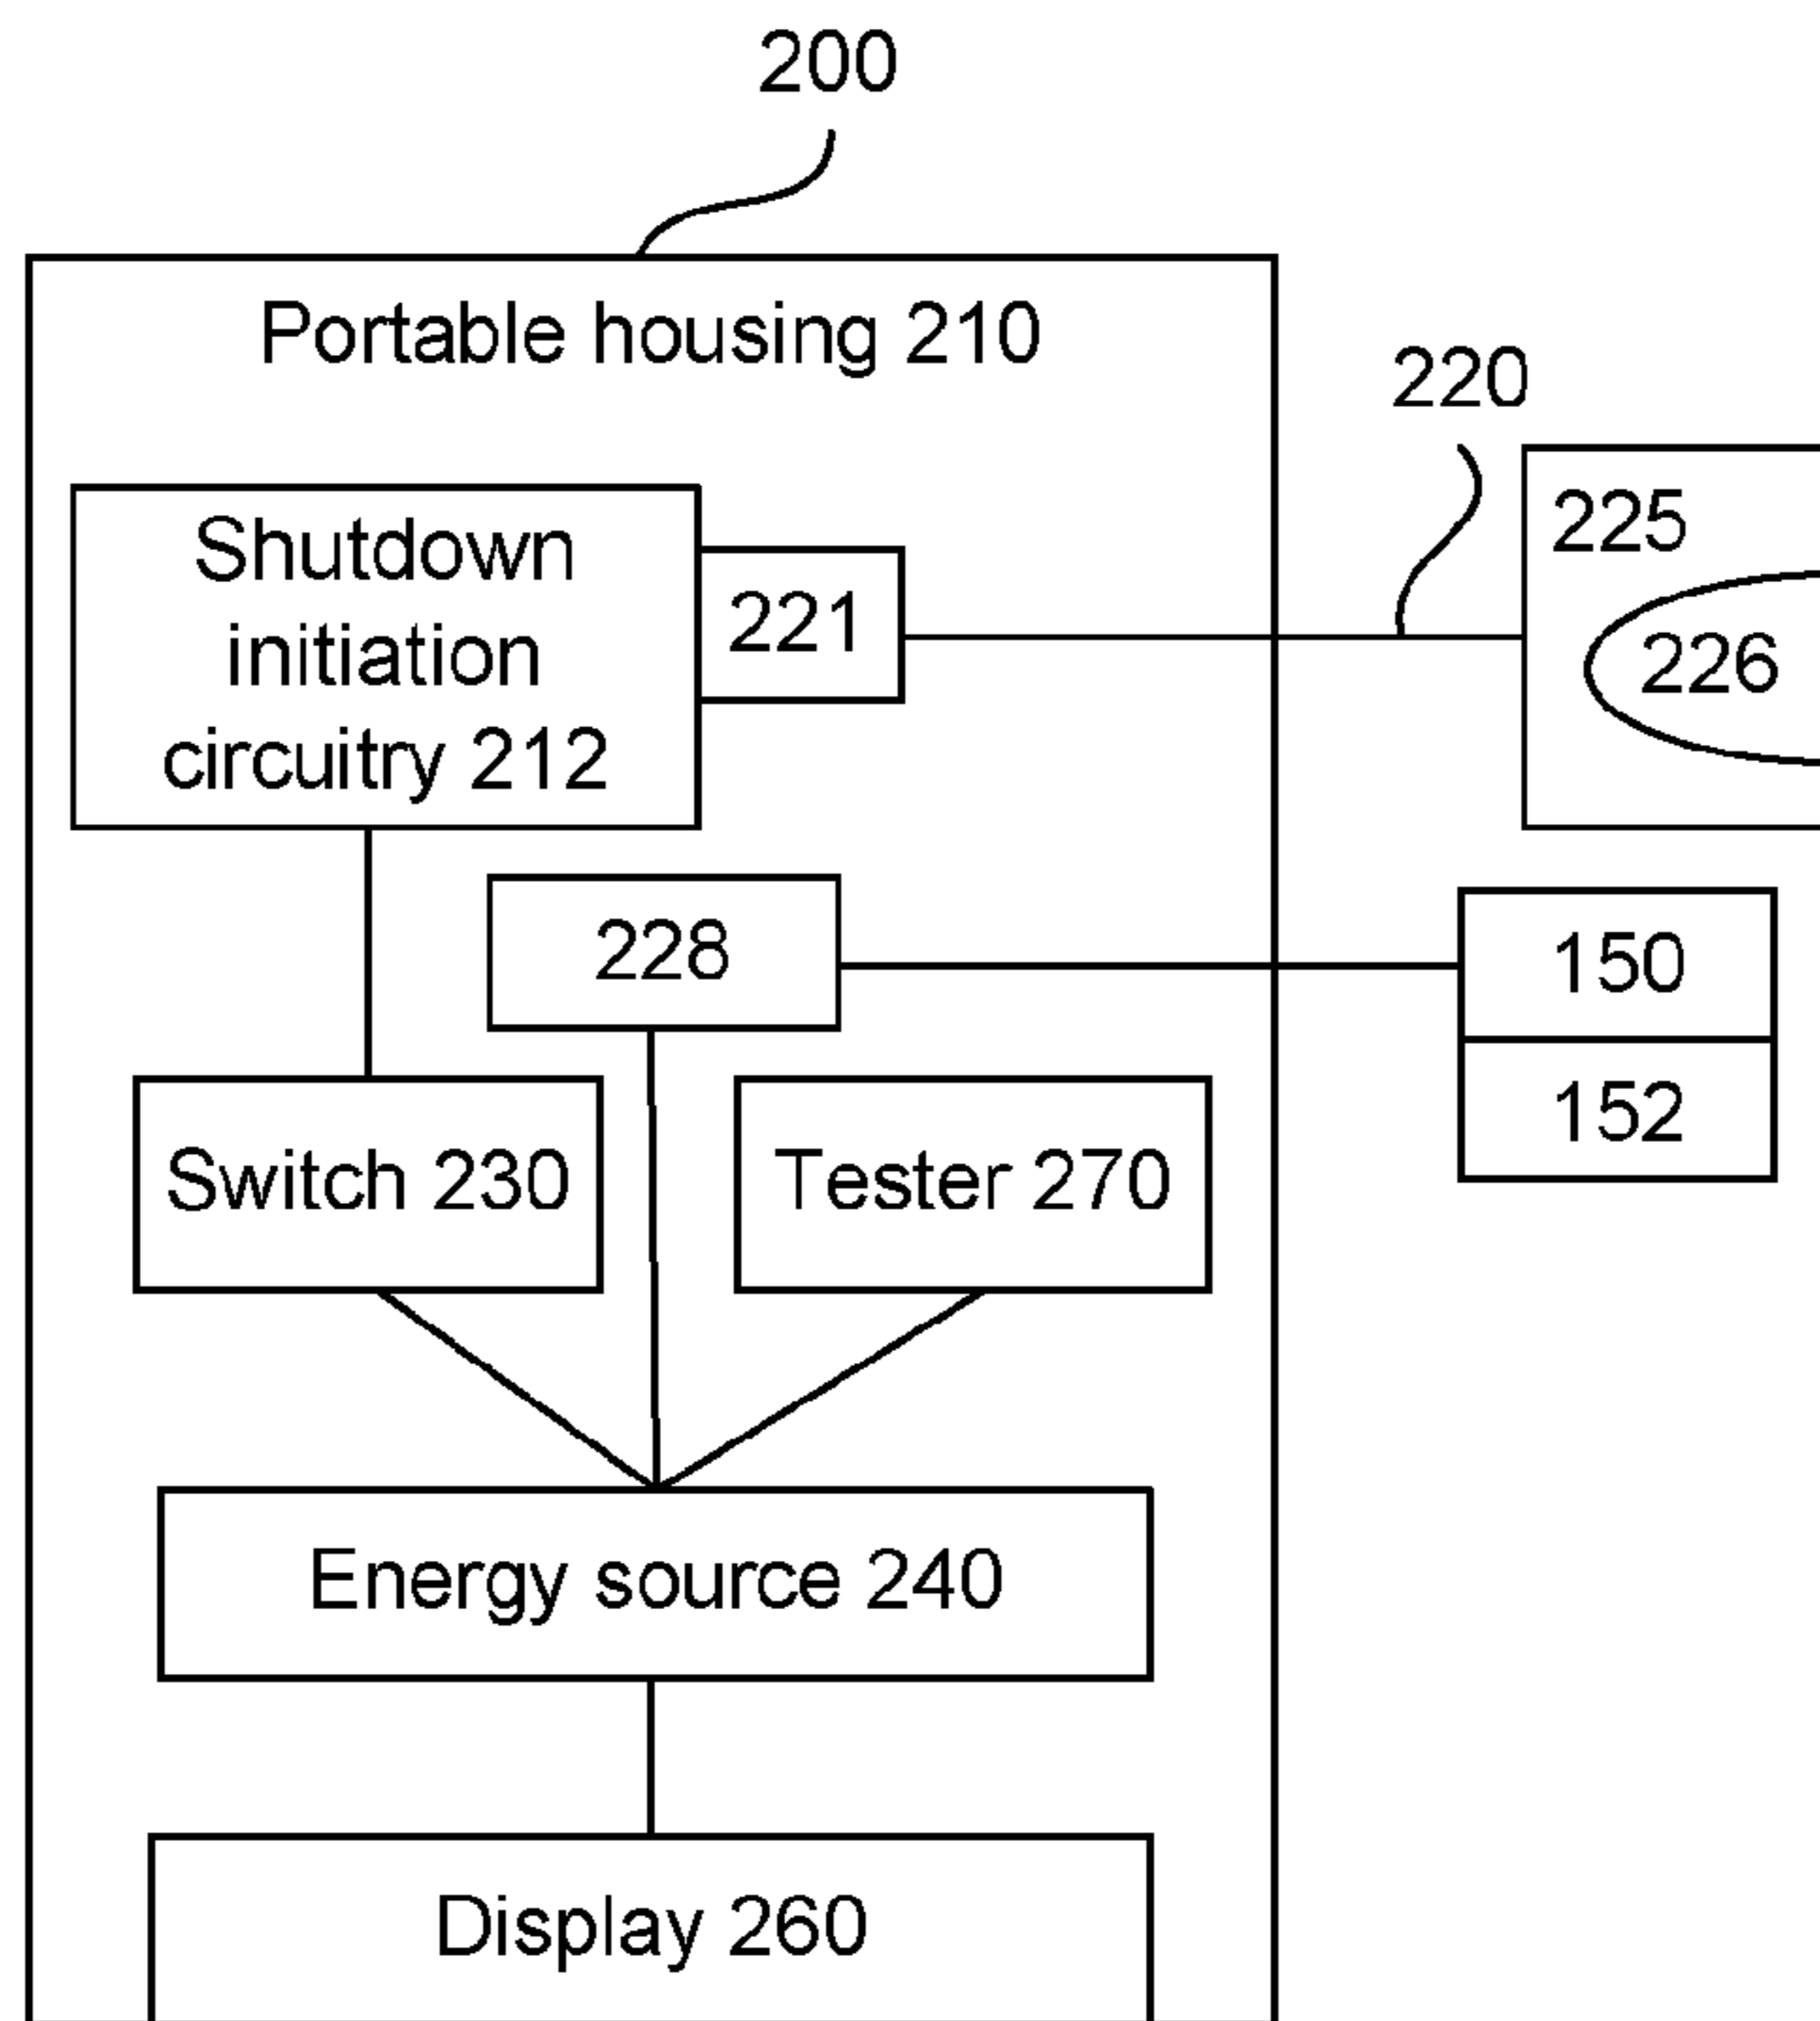 200
Portable housing 210
220
225
Shutdown
initiation
circuitry 212
221
226
228
150
152
Switch 230
Tester 270
Energy source 240
Display 260